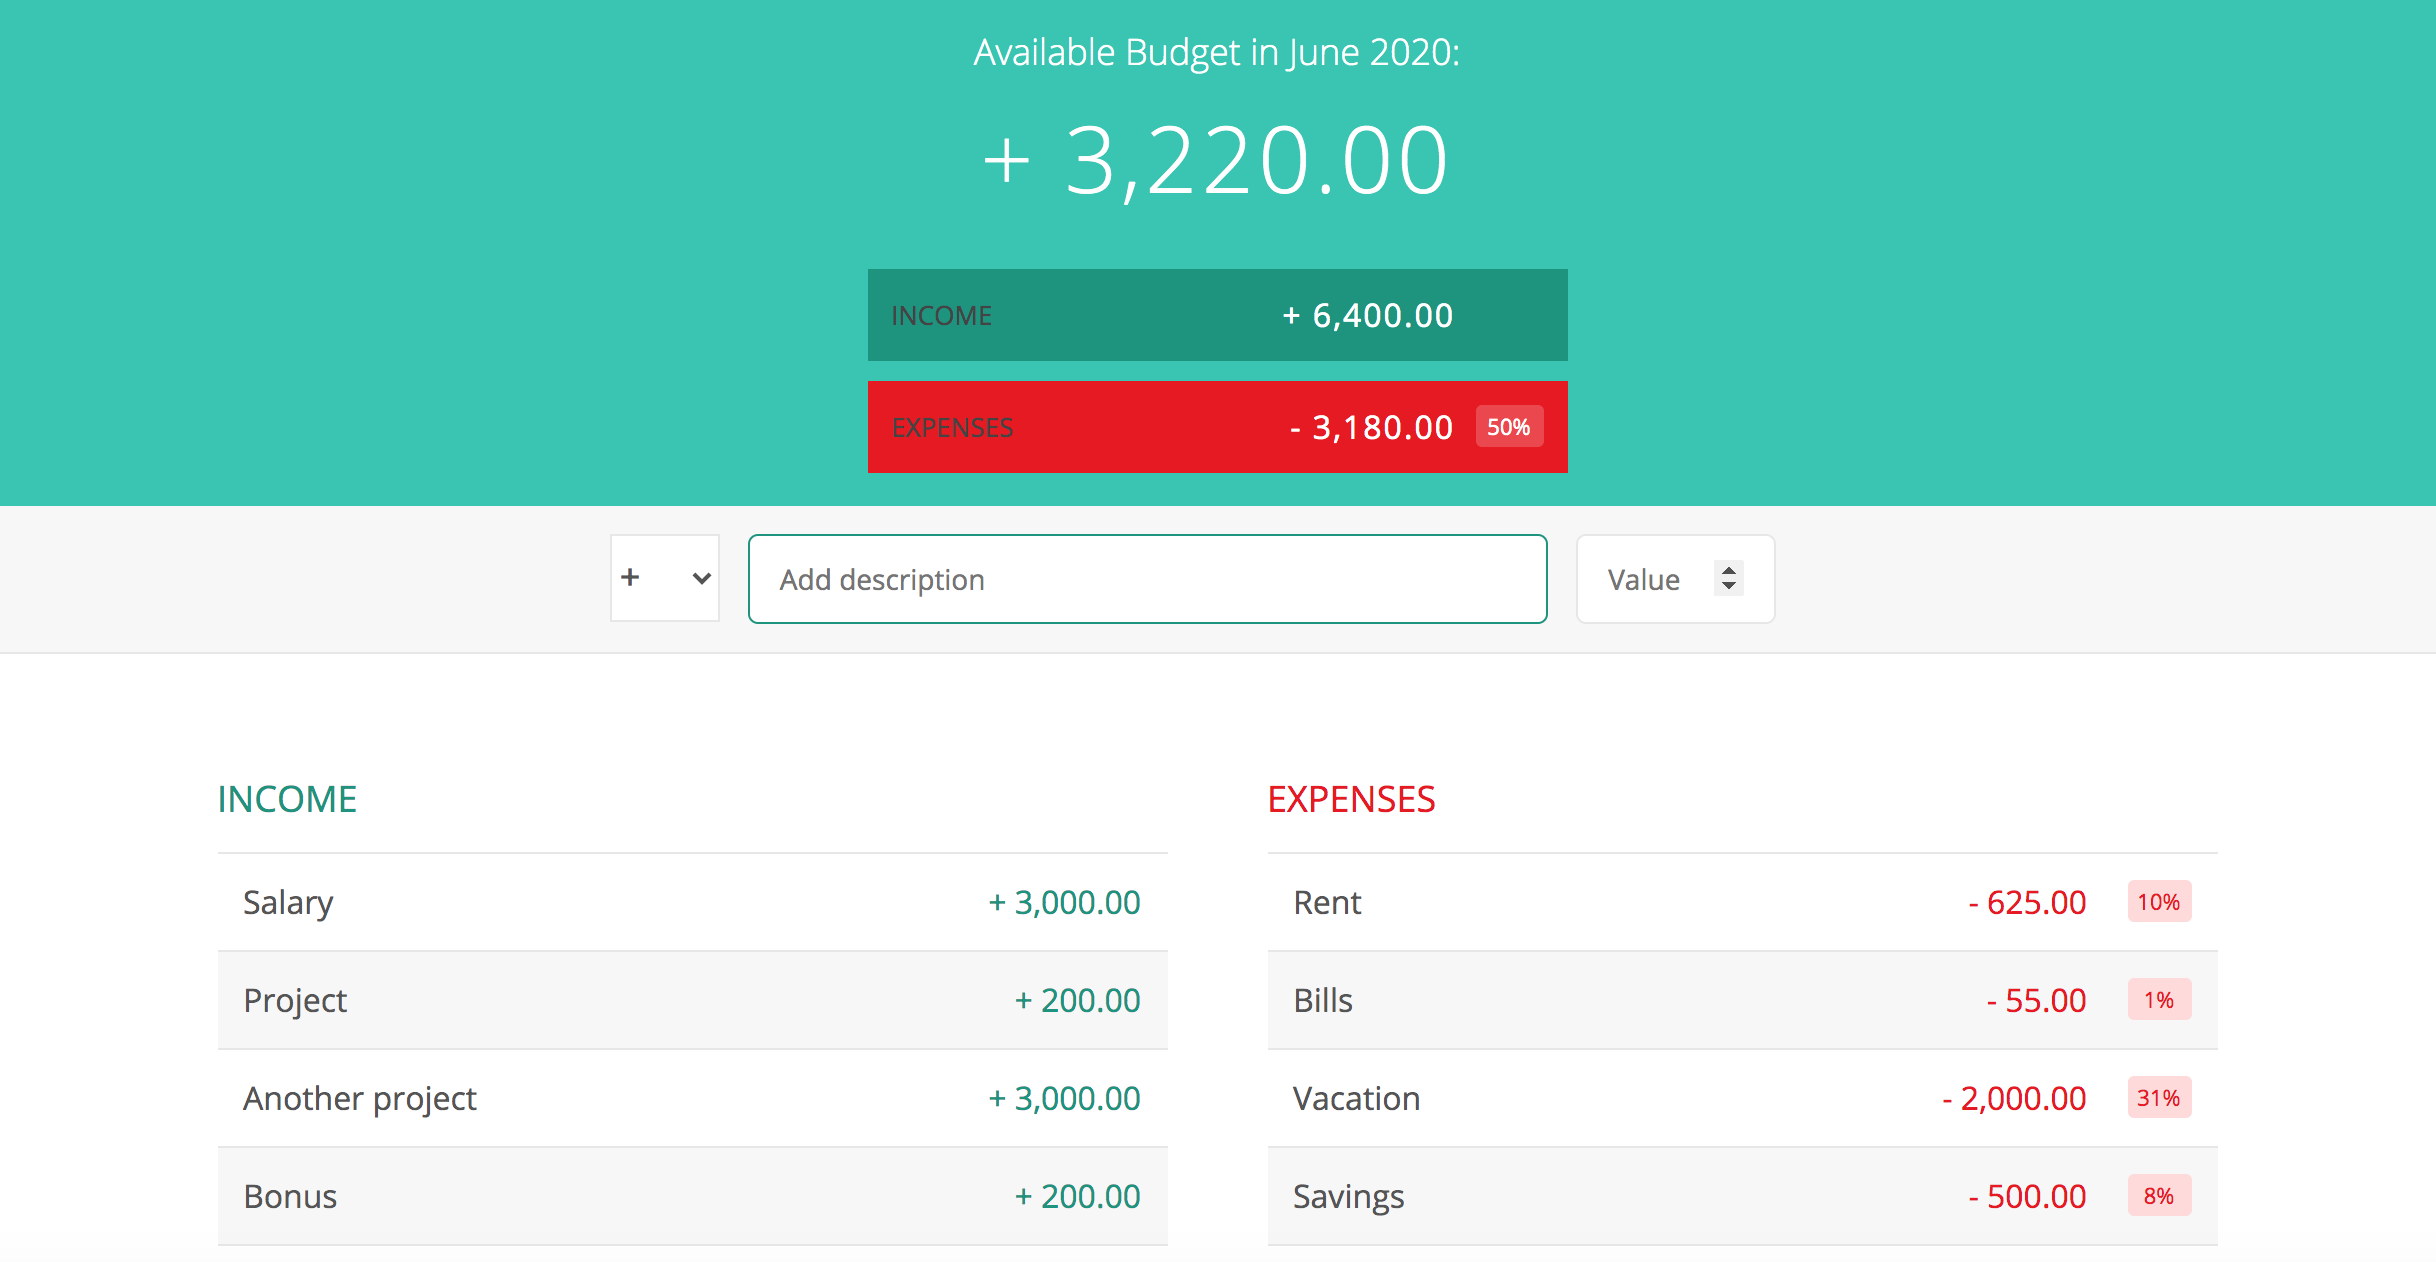 Available Budget in June 2020:
+ 3,220.00
INCOME + 6,400.00
EXPENSES - 3,180.00 50%
+ Add description Value
INCOME
Salary + 3,000.00
Project + 200.00
Another project + 3,000.00
Bonus + 200.00
EXPENSES
Rent - 625.00 10%
Bills - 55.00 1%
Vacation - 2,000.00 31%
Savings - 500.00 8%